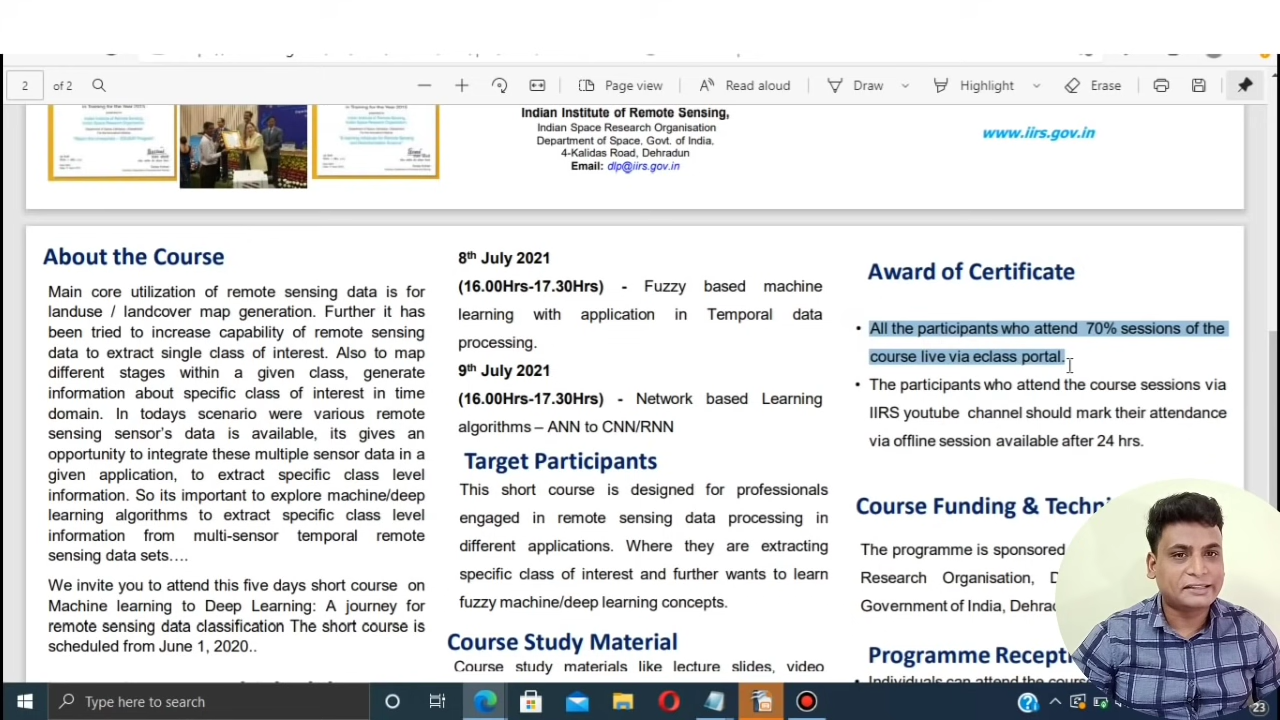 2
of 2
Page view
Read aloud
Draw
Highlight
Erase
Indian Institute of Remote Sensing,
Indian Space Research Organisation
Department of Space, Govt. of India,
4-Kalidas Road, Dehradun
Email: dlp@iirs.gov.in
www.iirs.gov.in
About the Course
Main core utilization of remote sensing data is for
landuse / landcover map generation. Further it has
been tried to increase capability of remote sensing
data to extract single class of interest. Also to map
different stages within a given class, generate
information about specific class of interest in time
domain. In todays scenario were various remote
sensing sensor's data is available, its gives an
opportunity to integrate these multiple sensor data in a
given application, to extract specific class level
information. So its important to explore machine/deep
learning algorithms to extract specific class level
information from multi-sensor temporal remote
sensing data sets….
We invite you to attend this five days short course on
Machine learning to Deep Learning: A journey for
remote sensing data classification The short course is
scheduled from June 1, 2020..
8th July 2021
(16.00Hrs-17.30Hrs) - Fuzzy based machine
learning with application in Temporal data
processing.
9th July 2021
(16.00Hrs-17.30Hrs) - Network based Learning
algorithms – ANN to CNN/RNN
Target Participants
This short course is designed for professionals
engaged in remote sensing data processing in
different applications. Where they are extracting
specific class of interest and further wants to learn
fuzzy machine/deep learning concepts.
Course Study Material
Course study materials like lecture slides, video
Award of Certificate
• All the participants who attend 70% sessions of the
course live via eclass portal.
• The participants who attend the course sessions via
IIRS youtube channel should mark their attendance
via offline session available after 24 hrs.
Course Funding & Techn
The programme is sponsored
Research Organisation, D
Government of India, Dehra
Programme Recept
• Individuals can attend the cours
Type here to search
23